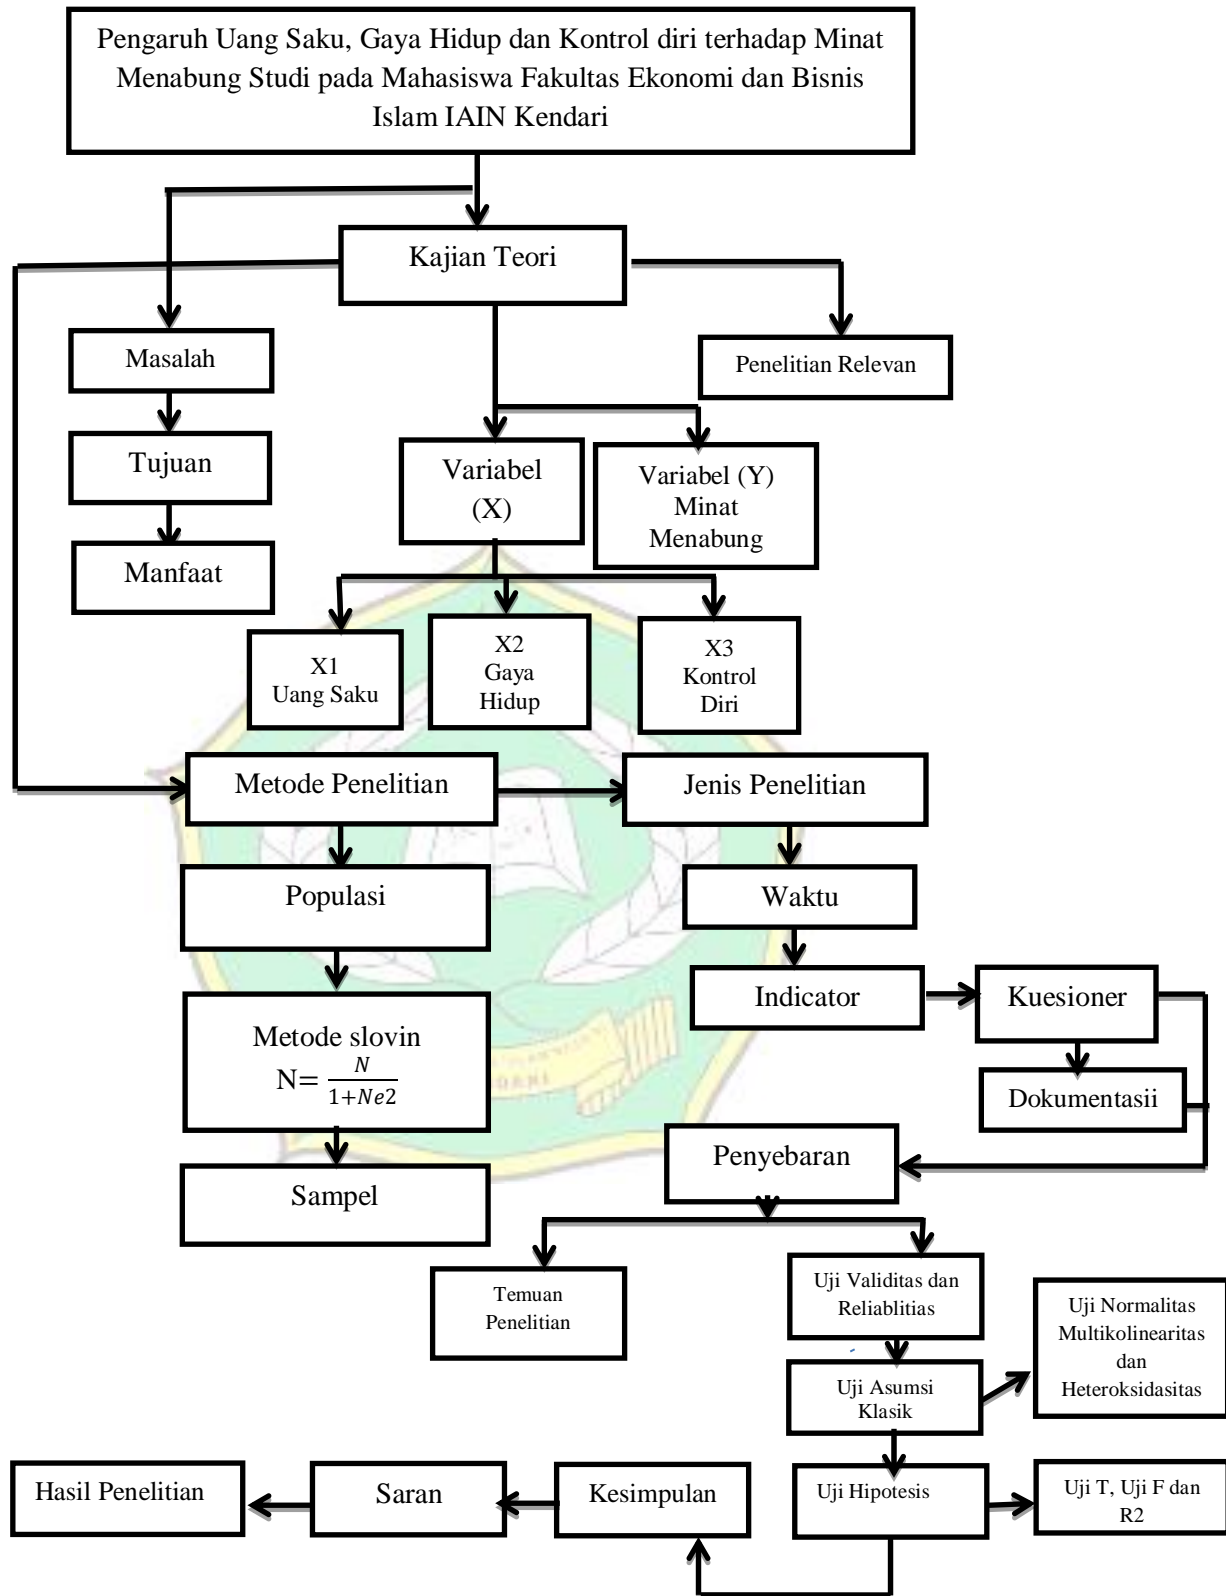 Pengaruh Uang Saku, Gaya Hidup dan Kontrol diri terhadap Minat
Menabung Studi pada Mahasiswa Fakultas Ekonomi dan Bisnis
Islam IAIN Kendari
Kajian Teori
Masalah
Penelitian Relevan
Tujuan
Variabel
(X)
Variabel (Y)
Minat
Menabung
Manfaat
X1
Uang Saku
X2
Gaya
Hidup
X3
Kontrol
Diri
Metode Penelitian
Jenis Penelitian
Populasi
Waktu
Indicator
Kuesioner
Metode slovin
N= N/1+Ne2
Dokumentasii
Penyebaran
Sampel
Temuan
Penelitian
Uji Validitas dan
Reliablitias
Uji Normalitas
Multikolinearitas
dan
Heteroksidasitas
Uji Asumsi
Klasik
Hasil Penelitian
Saran
Kesimpulan
Uji Hipotesis
Uji T, Uji F dan
R2